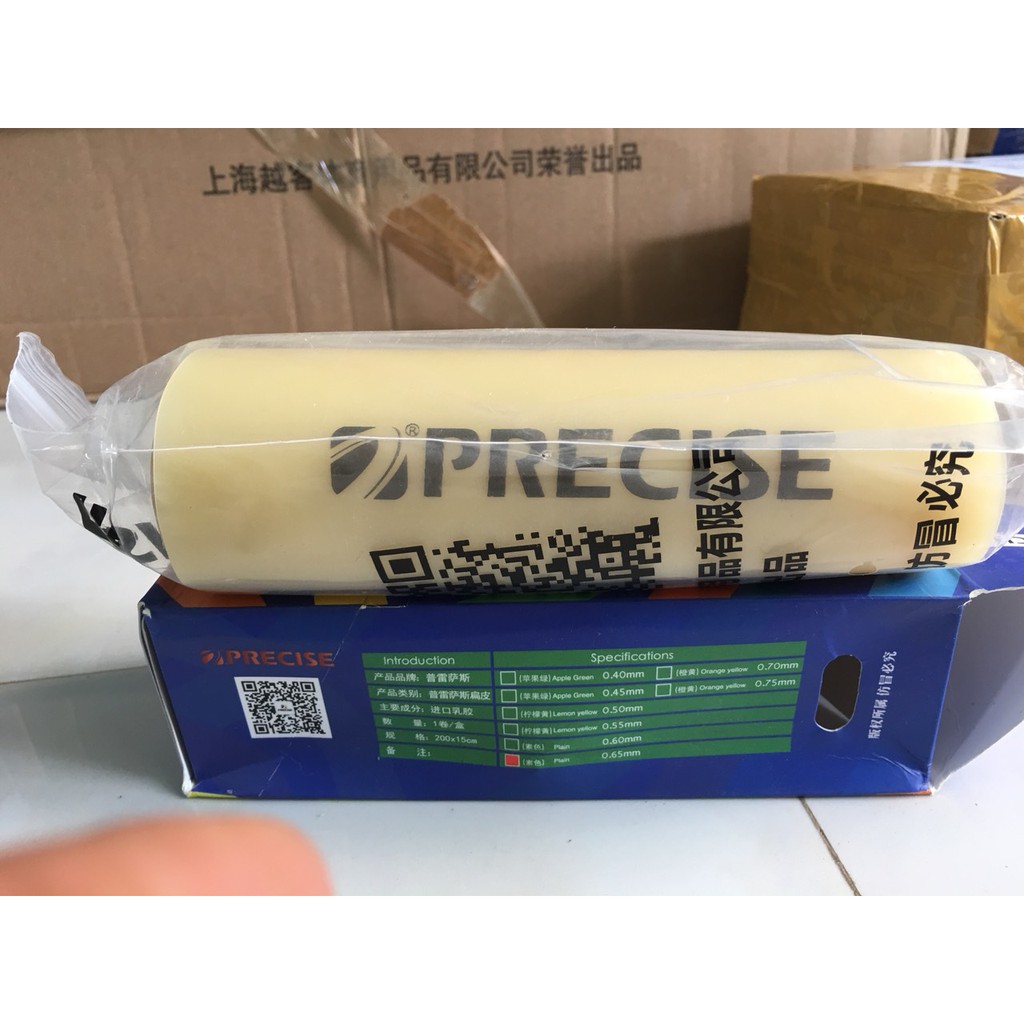 上海越客 品有限公司荣誉出品
®PRECISE
品有限公司
品
仿冒必究
PRECISE
Introduction
产品品牌: 普雷萨斯
产品类别: 普雷萨斯扁皮
主要成分: 进口乳胶
数 量: 1卷/盒
规 格: 200x15cm
备 注:
Specifications
(苹果绿) Apple Green 0.40mm
(橙黄) Orange yellow 0.70mm
(苹果绿) Apple Green 0.45mm
(橙黄) Orange yellow 0.75mm
(柠檬黄) Lemon yellow 0.50mm
(柠檬黄) Lemon yellow 0.55mm
(素色) Plain 0.60mm
(素色) Plain 0.65mm
版权所属 仿冒必究